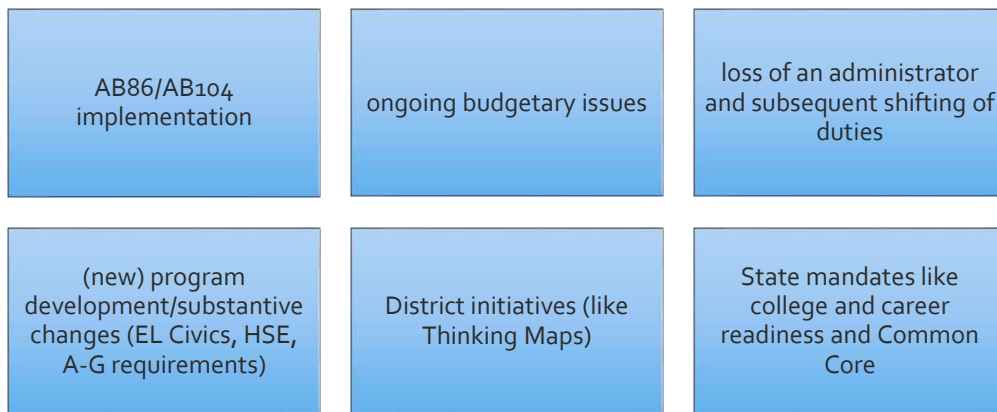 AB86/AB104
implementation
ongoing budgetary issues
loss of an administrator
and subsequent shifting of
duties
(new) program
development/substantive
changes (EL Civics, HSE,
A-G requirements)
District initiatives (like
Thinking Maps)
State mandates like
college and career
readiness and Common
Core